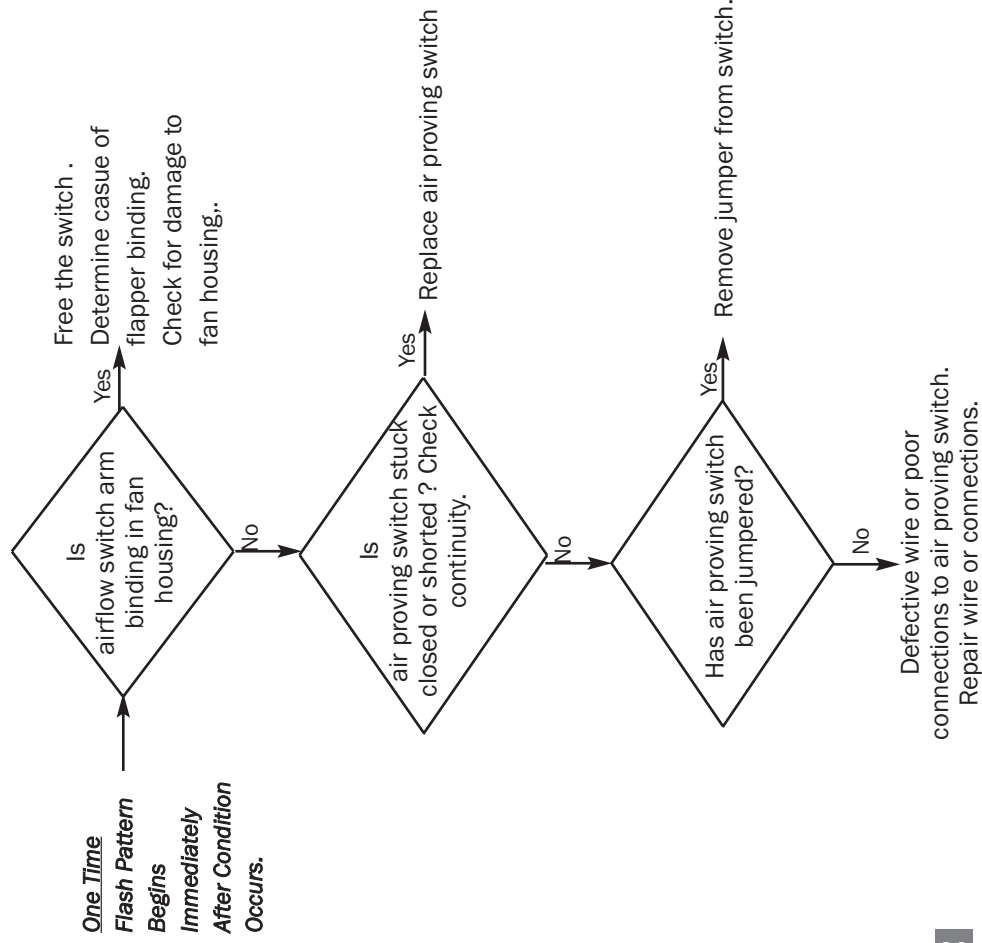 One Time
Flash Pattern
Begins
Immediately
After Condition
Occurs.
Is
airflow switch arm
binding in fan
housing?
Yes
Free the switch .
Determine casue of
flapper binding.
Check for damage to
fan housing,.
No
Is
air proving switch stuck
closed or shorted ? Check
continuity.
Yes
Replace air proving switch
No
Has air proving switch
been jumpered?
Yes
Remove jumper from switch.
No
Defective wire or poor
connections to air proving switch.
Repair wire or connections.